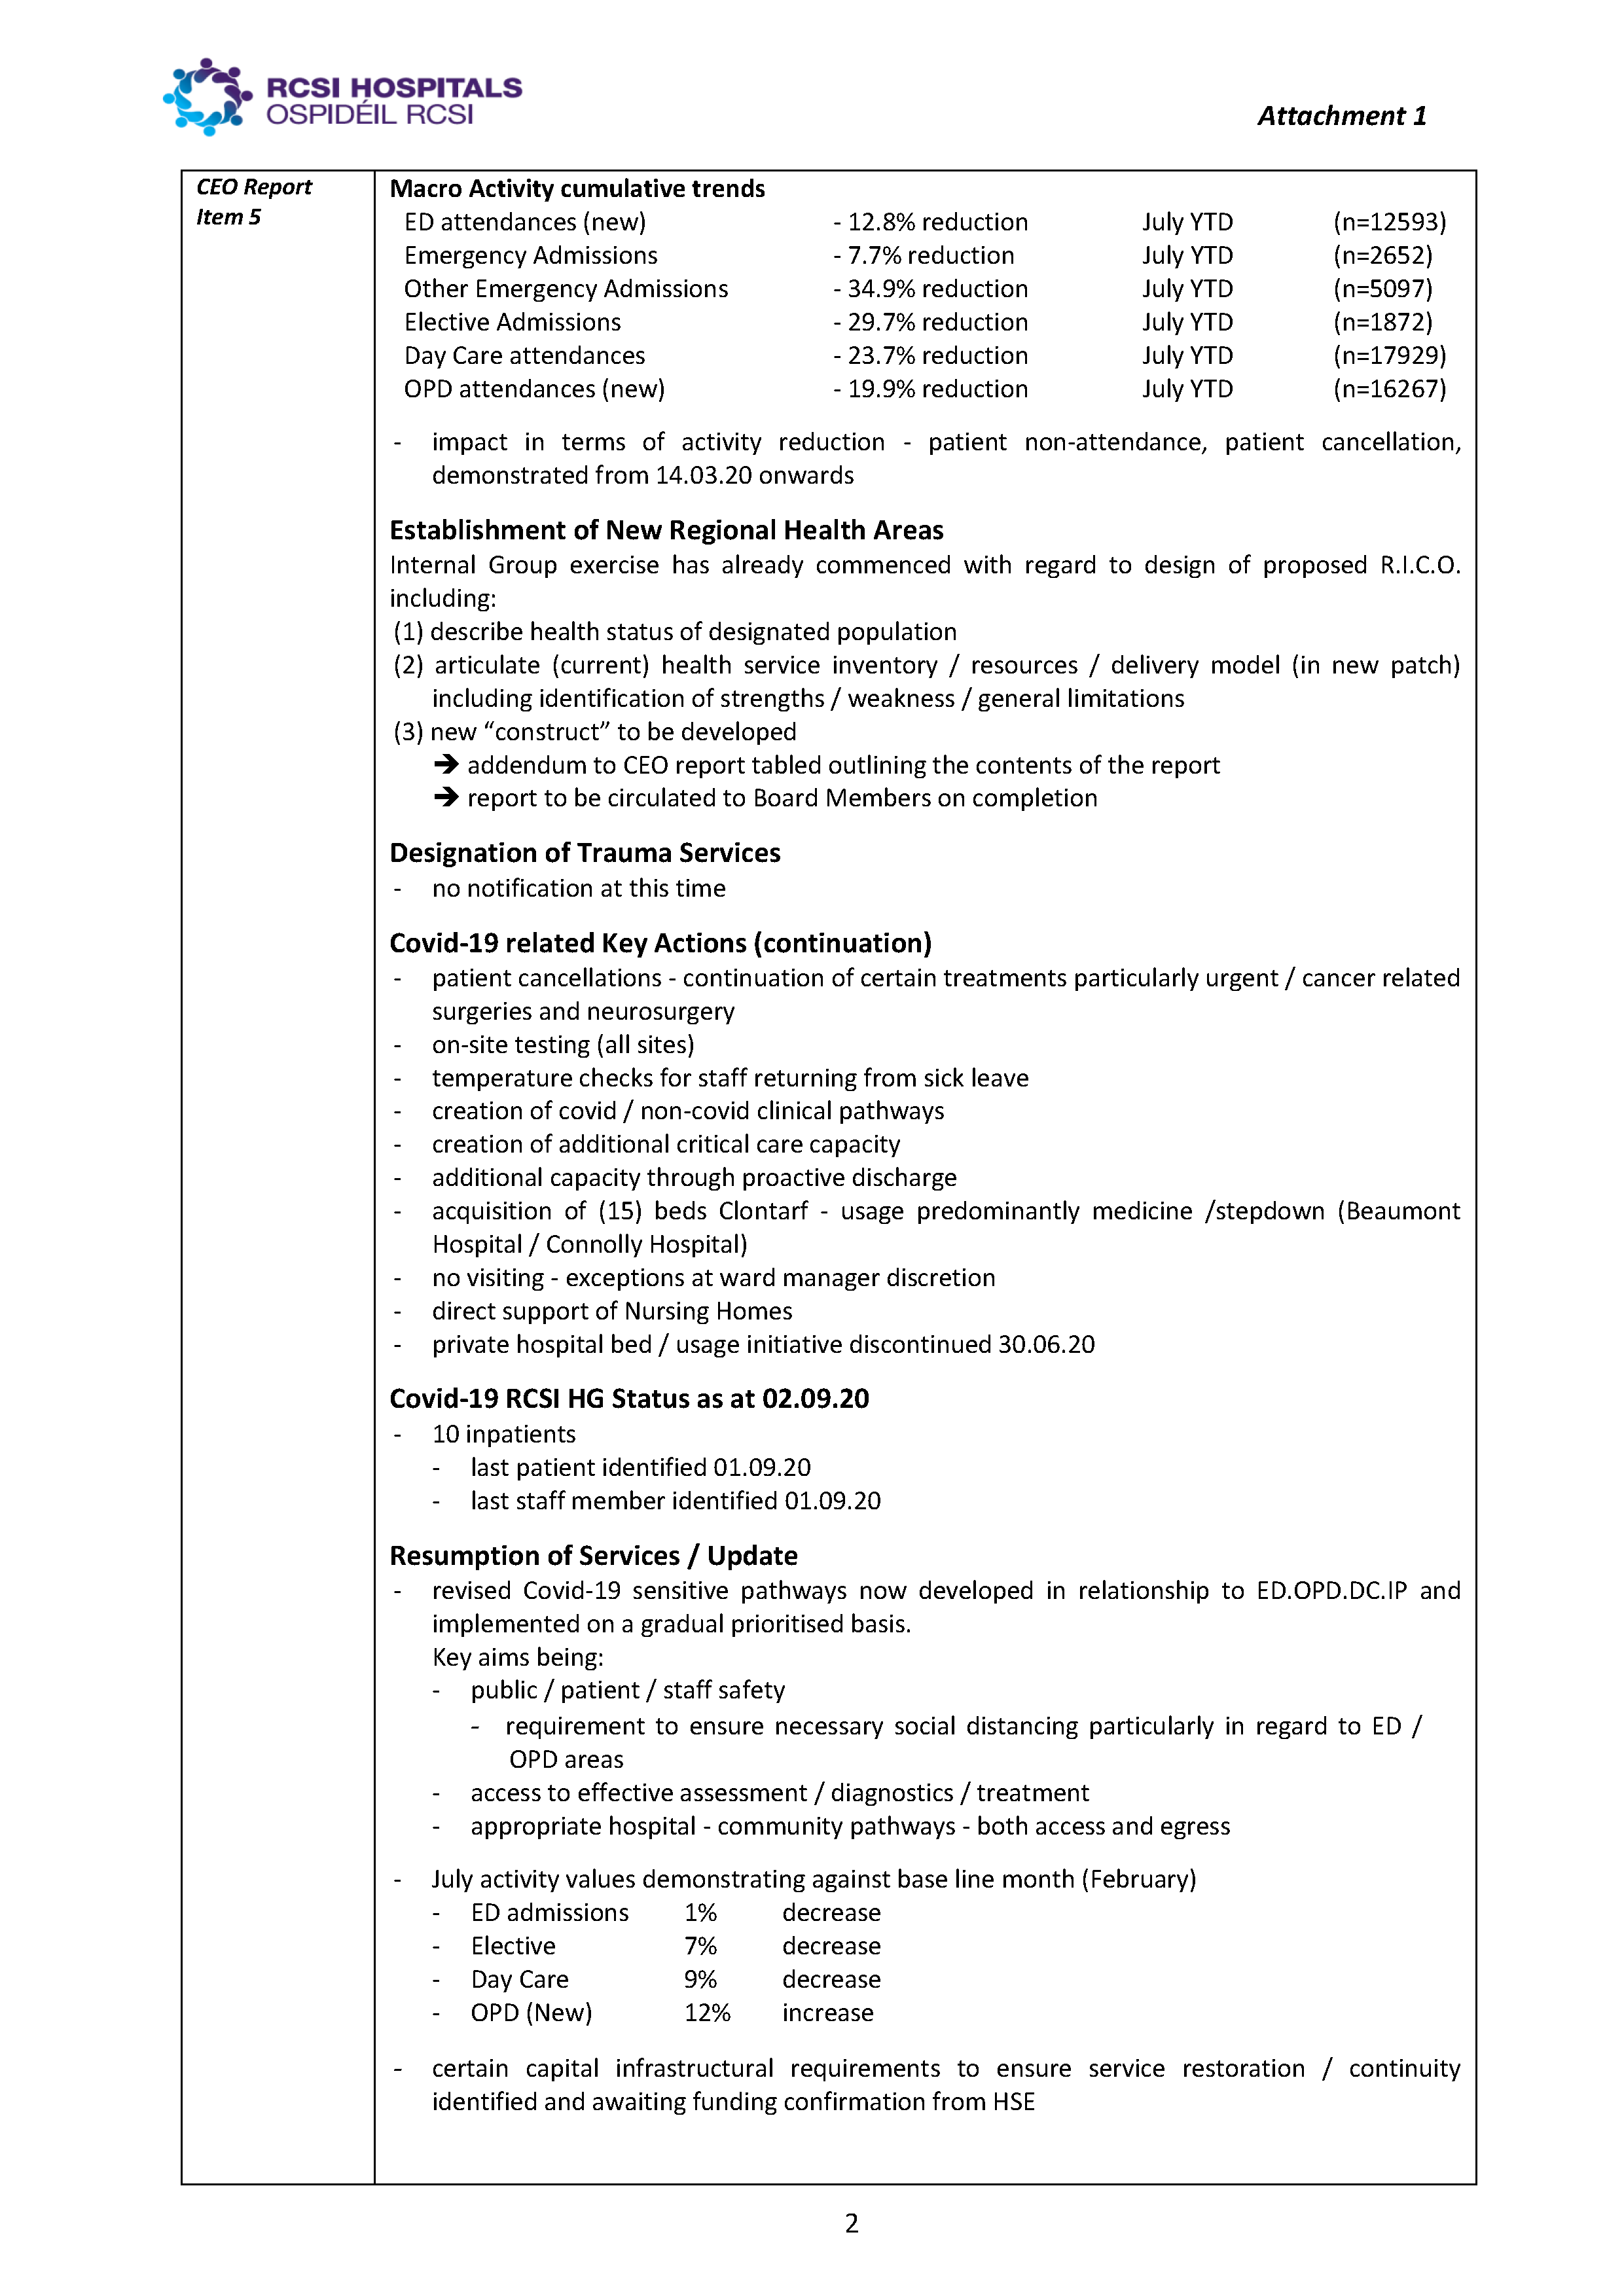 RCSI HOSPITALS
OSPIDÉIL RCSI
Attachment 1
CEO Report
Item 5
Macro Activity cumulative trends
ED attendances (new) - 12.8% reduction July YTD (n=12593)
Emergency Admissions - 7.7% reduction July YTD (n=2652)
Other Emergency Admissions - 34.9% reduction July YTD (n=5097)
Elective Admissions - 29.7% reduction July YTD (n=1872)
Day Care attendances - 23.7% reduction July YTD (n=17929)
OPD attendances (new) - 19.9% reduction July YTD (n=16267)
- impact in terms of activity reduction - patient non-attendance, patient cancellation,
demonstrated from 14.03.20 onwards
Establishment of New Regional Health Areas
Internal Group exercise has already commenced with regard to design of proposed R.I.C.O.
including:
(1) describe health status of designated population
(2) articulate (current) health service inventory / resources / delivery model (in new patch)
including identification of strengths / weakness / general limitations
(3) new “construct” to be developed
➔ addendum to CEO report tabled outlining the contents of the report
➔ report to be circulated to Board Members on completion
Designation of Trauma Services
- no notification at this time
Covid-19 related Key Actions (continuation)
- patient cancellations - continuation of certain treatments particularly urgent / cancer related
surgeries and neurosurgery
- on-site testing (all sites)
- temperature checks for staff returning from sick leave
- creation of covid / non-covid clinical pathways
- creation of additional critical care capacity
- additional capacity through proactive discharge
- acquisition of (15) beds Clontarf - usage predominantly medicine /stepdown (Beaumont
Hospital / Connolly Hospital)
- no visiting - exceptions at ward manager discretion
- direct support of Nursing Homes
- private hospital bed / usage initiative discontinued 30.06.20
Covid-19 RCSI HG Status as at 02.09.20
- 10 inpatients
- last patient identified 01.09.20
- last staff member identified 01.09.20
Resumption of Services / Update
- revised Covid-19 sensitive pathways now developed in relationship to ED.OPD.DC.IP and
implemented on a gradual prioritised basis.
Key aims being:
- public / patient / staff safety
- requirement to ensure necessary social distancing particularly in regard to ED /
OPD areas
- access to effective assessment / diagnostics / treatment
- appropriate hospital - community pathways - both access and egress
- July activity values demonstrating against base line month (February)
- ED admissions 1% decrease
- Elective 7% decrease
- Day Care 9% decrease
- OPD (New) 12% increase
- certain capital infrastructural requirements to ensure service restoration / continuity
identified and awaiting funding confirmation from HSE
2